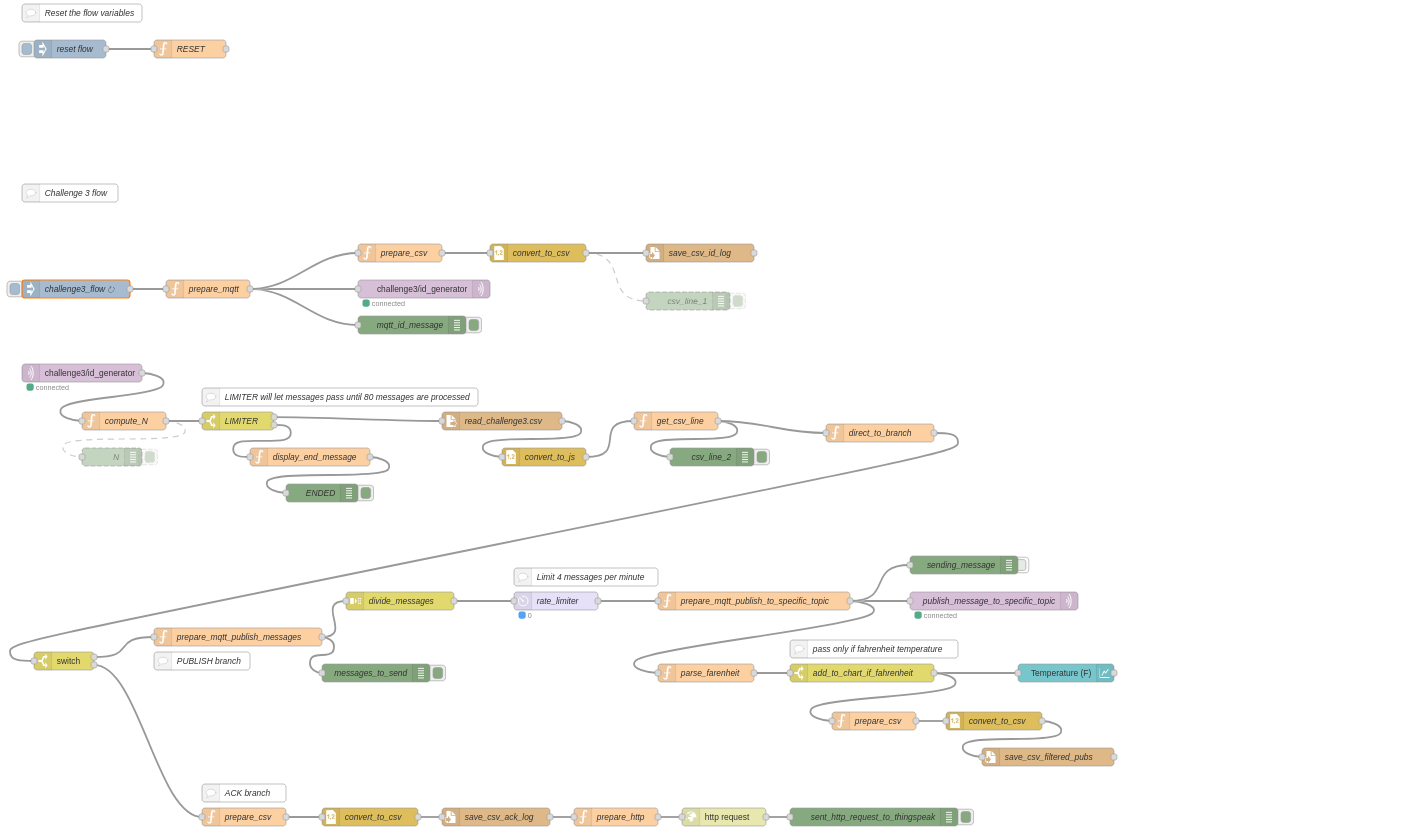 Reset the flow variables
reset flow
RESET
Challenge 3 flow
prepare_csv
convert_to_csv
save_csv_id_log
challenge3_flow ↻
prepare_mqtt
challenge3/id_generator
connected
csv_line_1
mqtt_id_message
challenge3/id_generator
connected
LIMITER will let messages pass until 80 messages are processed
compute_N
LIMITER
read_challenge3.csv
get_csv_line
direct_to_branch
N
display_end_message
convert_to_js
csv_line_2
ENDED
sending_message
Limit 4 messages per minute
divide_messages
rate_limiter
0
prepare_mqtt_publish_to_specific_topic
publish_message_to_specific_topic
connected
prepare_mqtt_publish_messages
pass only if fahrenheit temperature
switch
PUBLISH branch
messages_to_send
parse_farenheit
add_to_chart_if_fahrenheit
Temperature (F)
prepare_csv
convert_to_csv
save_csv_filtered_pubs
ACK branch
prepare_csv
convert_to_csv
save_csv_ack_log
prepare_http
http request
sent_http_request_to_thingspeak